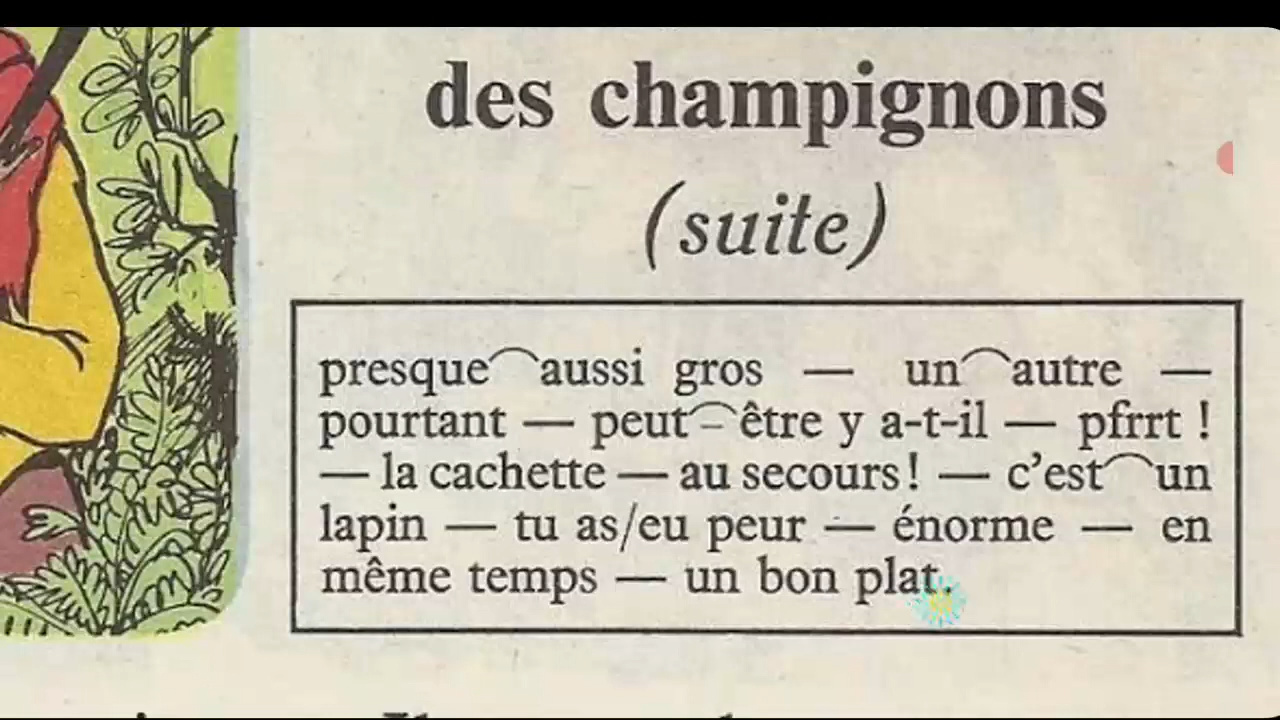 des champignons
(suite)
presque‿aussi gros — un‿autre —
pourtant — peut‿-être y a-t-il — pfrrt !
— la cachette — au secours ! — c’est‿un
lapin — tu as/eu peur — énorme — en
même temps — un bon plat.